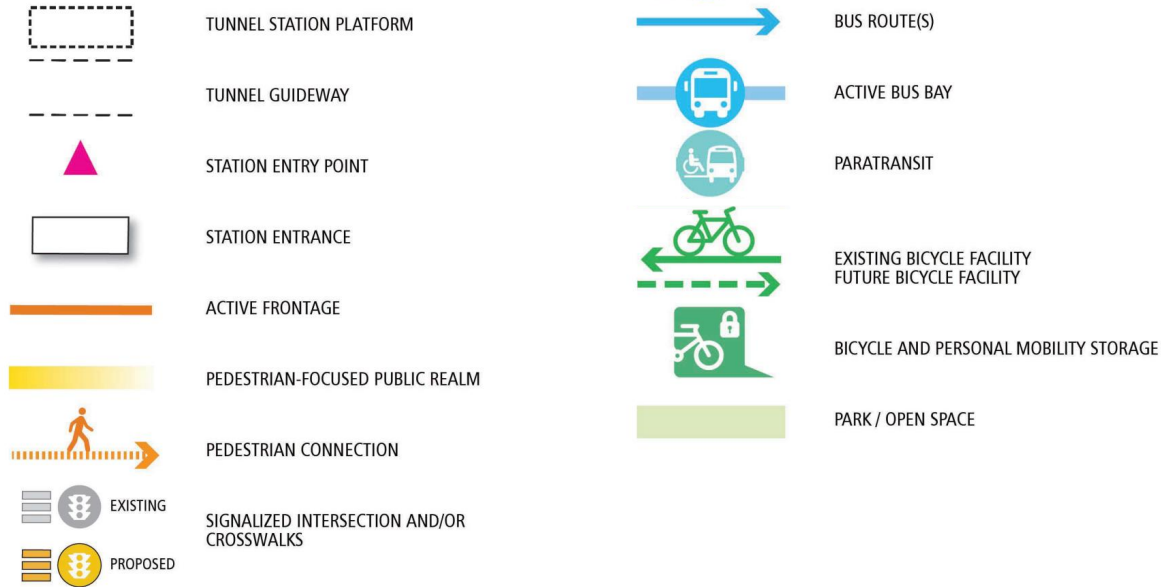 TUNNEL STATION PLATFORM
TUNNEL GUIDEWAY
STATION ENTRY POINT
STATION ENTRANCE
ACTIVE FRONTAGE
PEDESTRIAN-FOCUSED PUBLIC REALM
PEDESTRIAN CONNECTION
EXISTING
SIGNALIZED INTERSECTION AND/OR
CROSSWALKS
PROPOSED
BUS ROUTE(S)
ACTIVE BUS BAY
PARATRANSIT
EXISTING BICYCLE FACILITY
FUTURE BICYCLE FACILITY
BICYCLE AND PERSONAL MOBILITY STORAGE
PARK / OPEN SPACE